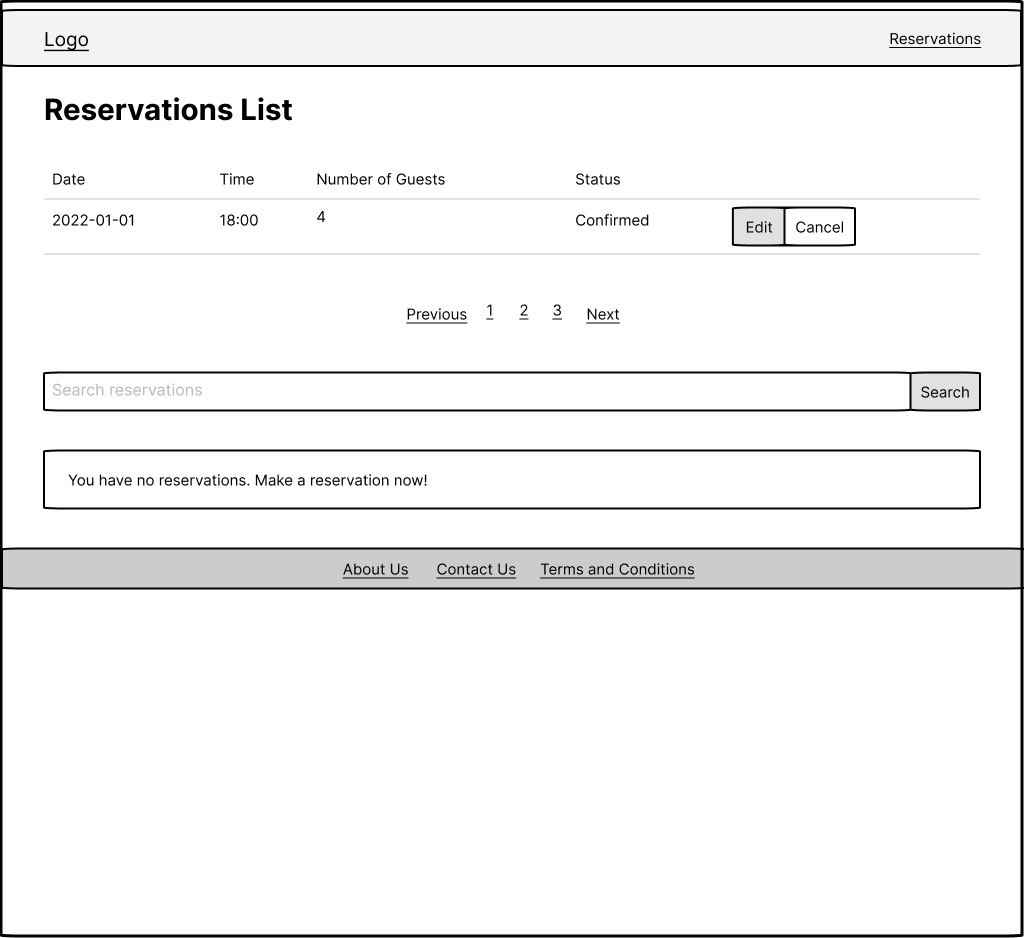 Logo Reservations
Reservations List
Date Time Number of Guests Status
2022-01-01 18:00 4 Confirmed Edit Cancel
Previous 1 2 3 Next
Search reservations Search
You have no reservations. Make a reservation now!
About Us Contact Us Terms and Conditions